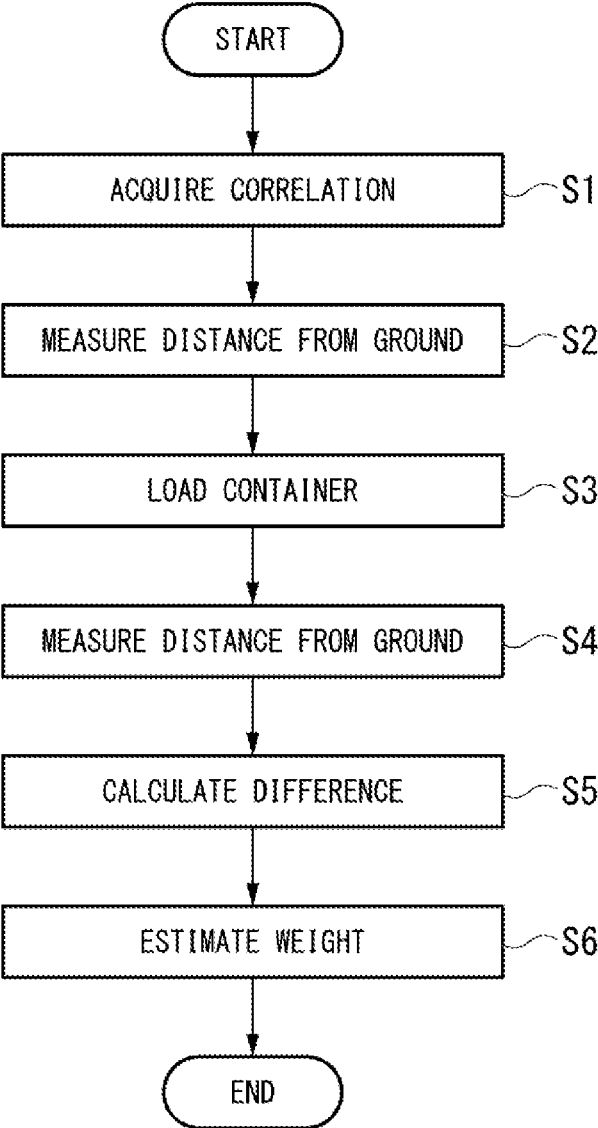 START
ACQUIRE CORRELATION
S1
MEASURE DISTANCE FROM GROUND
S2
LOAD CONTAINER
S3
MEASURE DISTANCE FROM GROUND
S4
CALCULATE DIFFERENCE
S5
ESTIMATE WEIGHT
S6
END